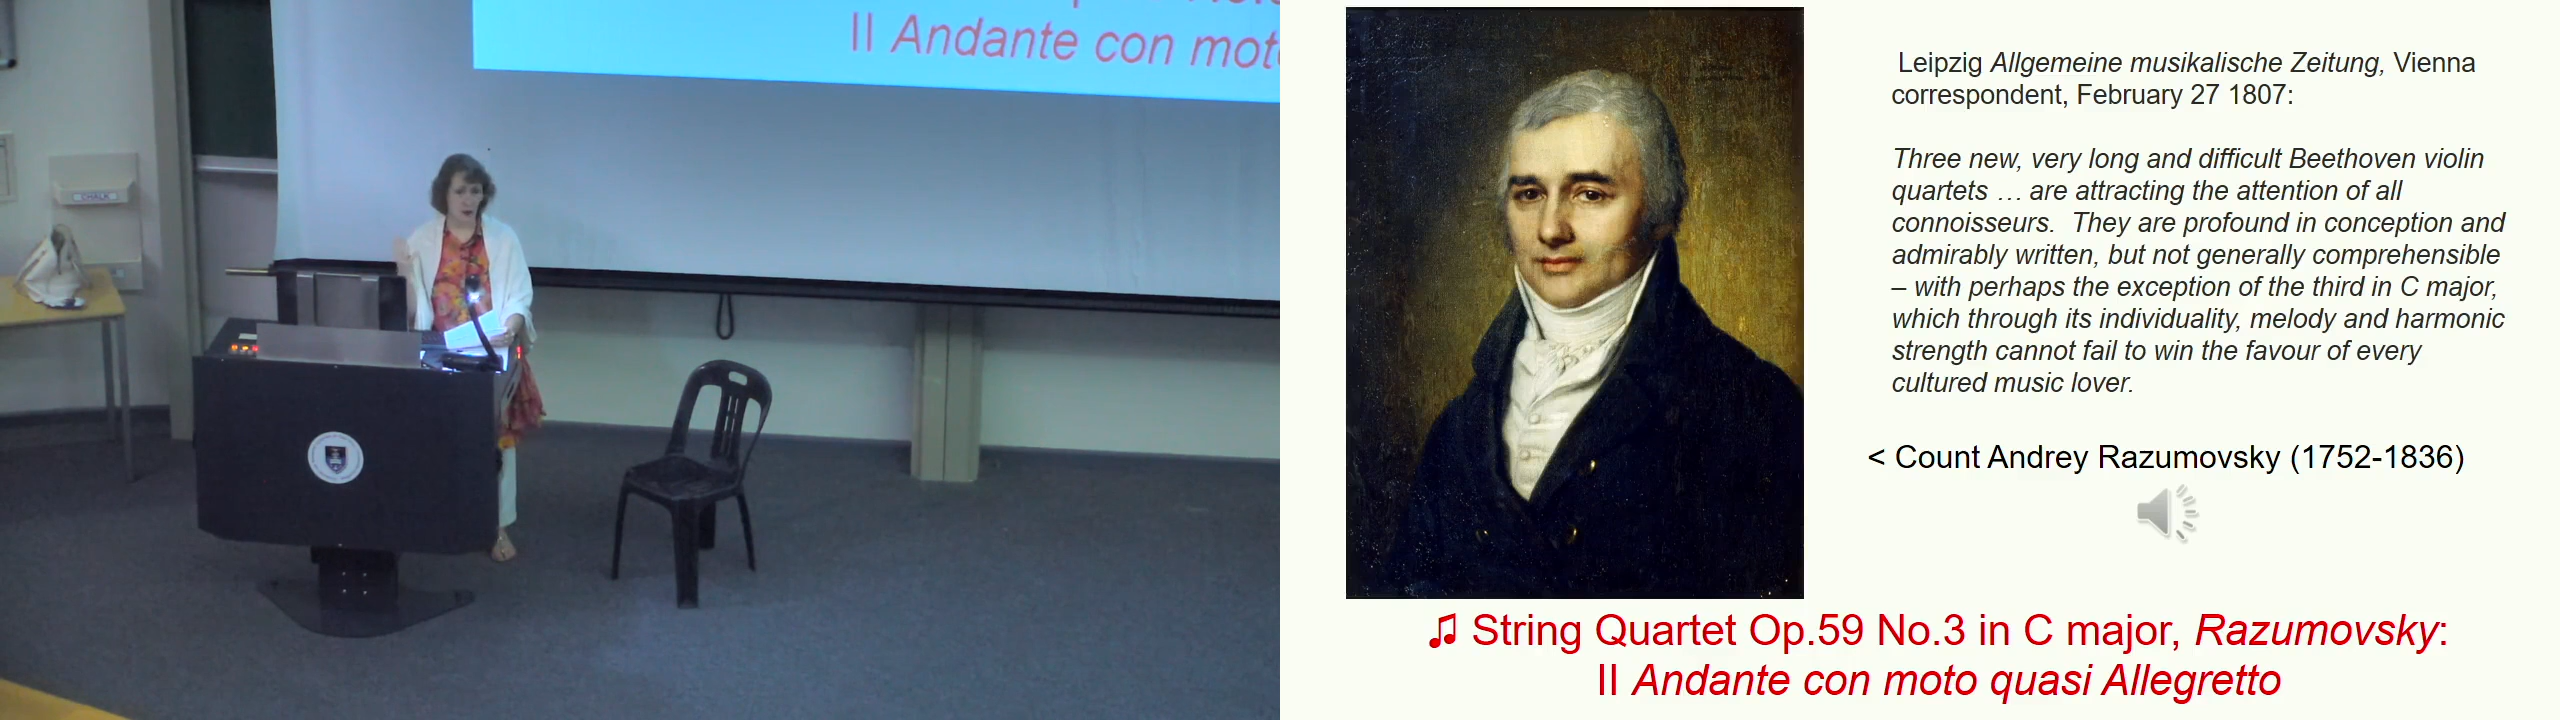 II Andante con moto
CHALK
Leipzig Allgemeine musikalische Zeitung, Vienna
correspondent, February 27 1807:
Three new, very long and difficult Beethoven violin
quartets … are attracting the attention of all
connoisseurs.  They are profound in conception and
admirably written, but not generally comprehensible
– with perhaps the exception of the third in C major,
which through its individuality, melody and harmonic
strength cannot fail to win the favour of every
cultured music lover.
< Count Andrey Razumovsky (1752-1836)
♫ String Quartet Op.59 No.3 in C major, Razumovsky:
II Andante con moto quasi Allegretto